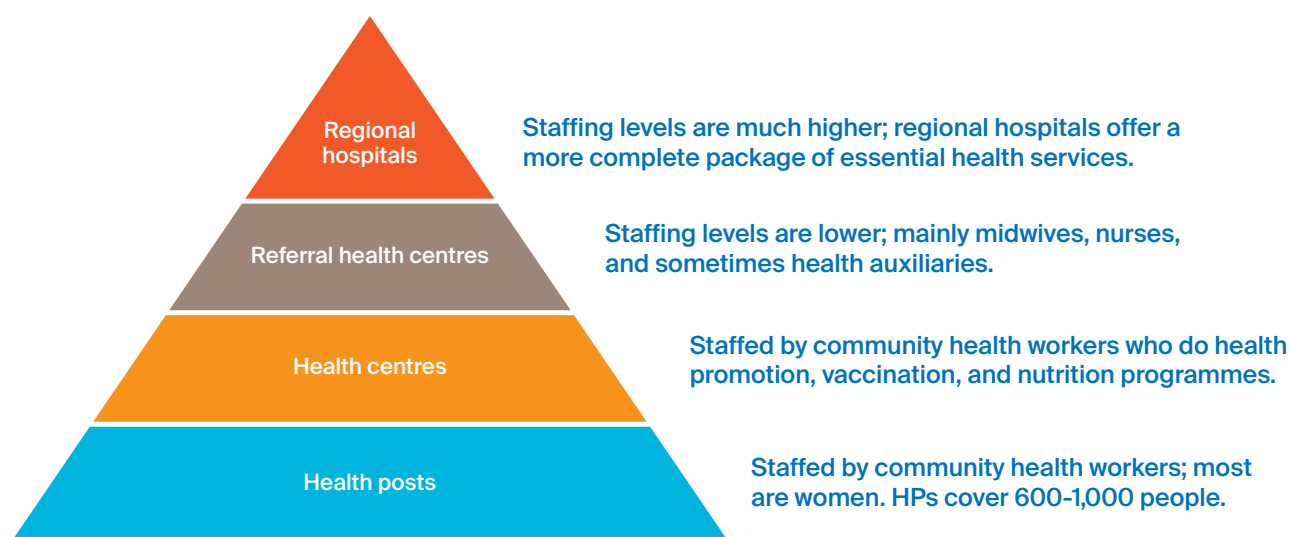 Regional
hospitals
Staffing levels are much higher; regional hospitals offer a
more complete package of essential health services.
Referral health centres
Staffing levels are lower; mainly midwives, nurses,
and sometimes health auxiliaries.
Health centres
Staffed by community health workers who do health
promotion, vaccination, and nutrition programmes.
Health posts
Staffed by community health workers; most
are women. HPs cover 600-1,000 people.